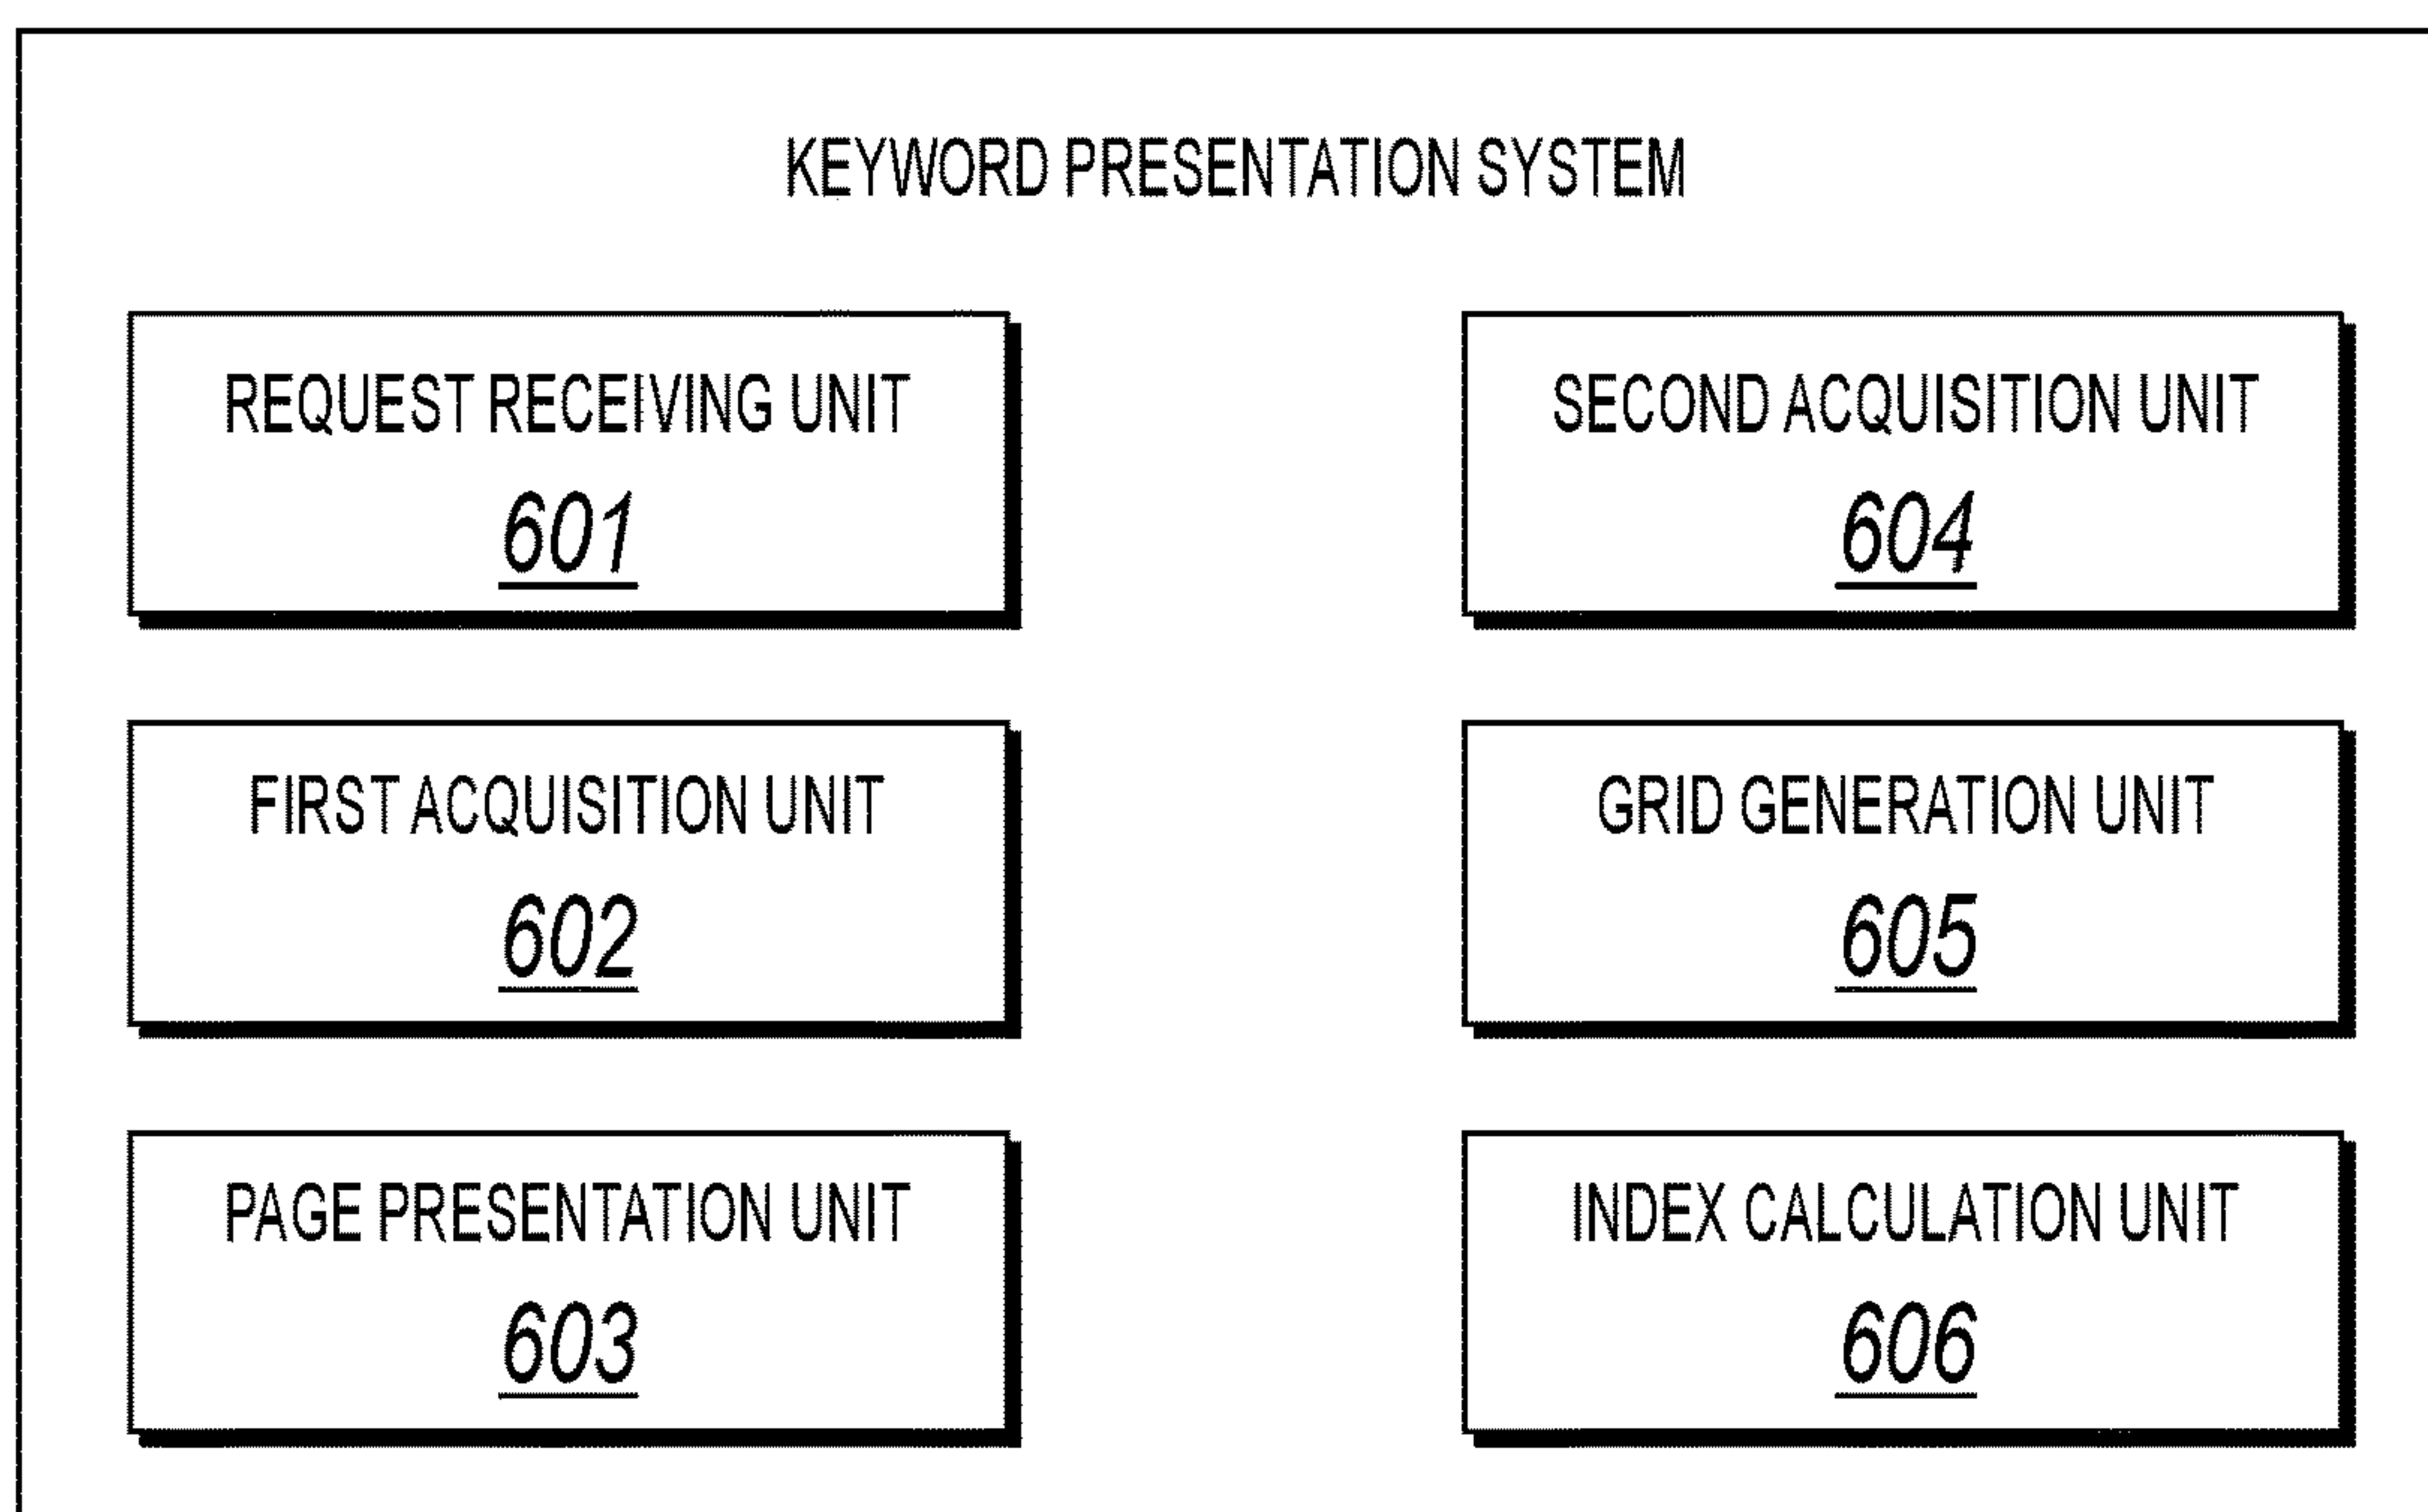 KEYWORD PRESENTATION SYSTEM
REQUEST RECEIVING UNIT
601
FIRST ACQUISITION UNIT
602
PAGE PRESENTATION UNIT
603
SECOND ACQUISITION UNIT
604
GRID GENERATION UNIT
605
INDEX CALCULATION UNIT
606